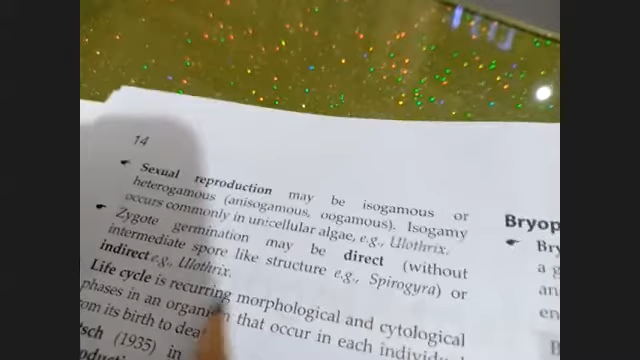 14
Sexual reproduction may be isogamous or
heterogamous (anisogamous, oogamous). Isogamy
occurs commonly in unicellular algae, e.g., Ulothrix.
Zygote germination may be direct (without
intermediate spore like structure e.g., Spirogyra) or
indirect e.g., Ulothrix.
Life cycle is recurring morphological and cytological
phases in an organism that occur in each individual
from its birth to
(1935) in
Bryop
Bry
a g
an
en